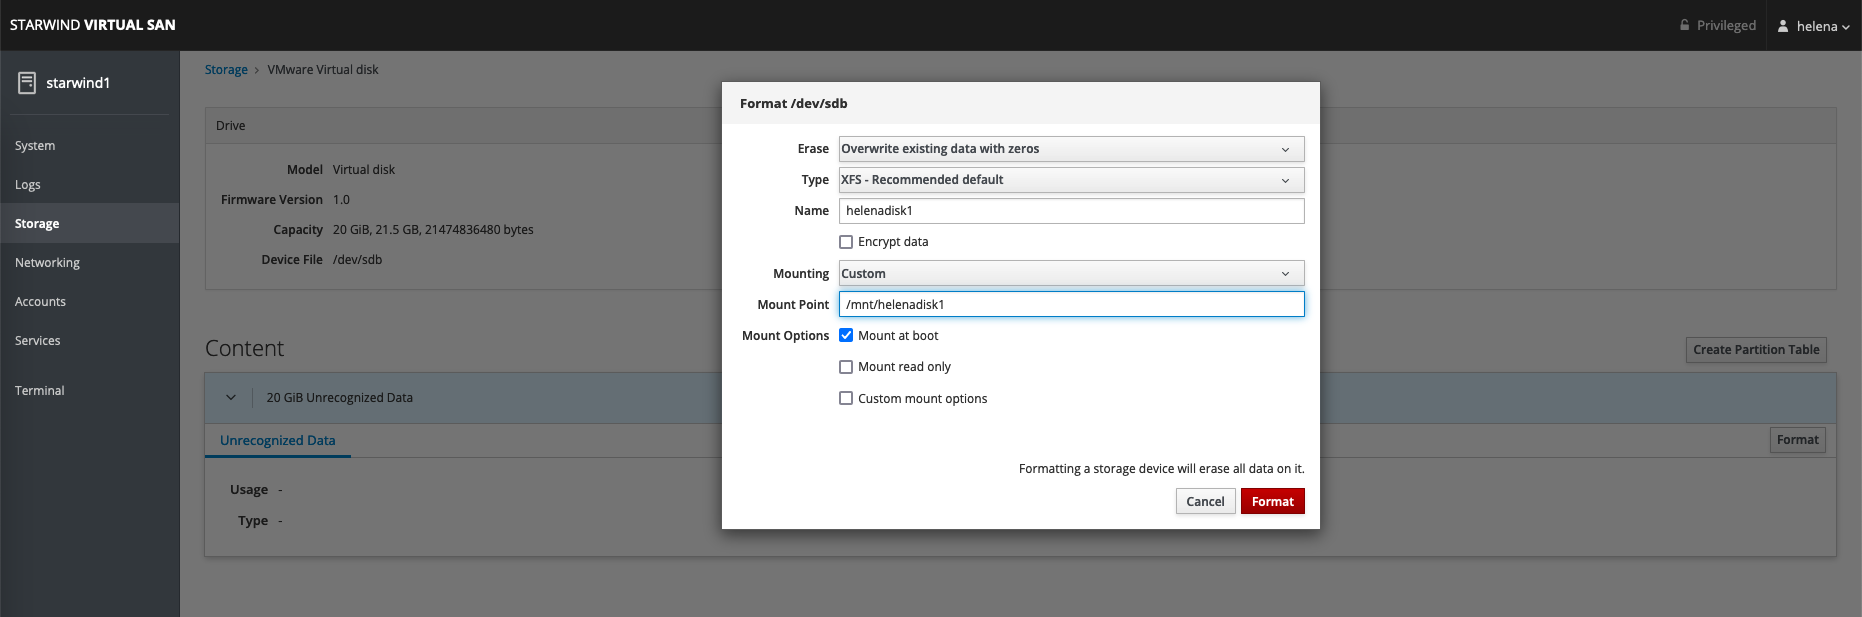 STARWIND VIRTUAL SAN
Privileged
helena
starwind1
System
Logs
Storage
Networking
Accounts
Services
Terminal
Storage > VMware Virtual disk
Drive
Model Virtual disk
Firmware Version 1.0
Capacity 20 GiB, 21.5 GB, 21474836480 bytes
Device File /dev/sdb
Content
Create Partition Table
20 GiB Unrecognized Data
Unrecognized Data
Format
Usage -
Type -
Format /dev/sdb
Erase Overwrite existing data with zeros
Type XFS - Recommended default
Name helenadisk1
Encrypt data
Mounting Custom
Mount Point /mnt/helenadisk1
Mount Options Mount at boot
Mount read only
Custom mount options
Formatting a storage device will erase all data on it.
Cancel Format